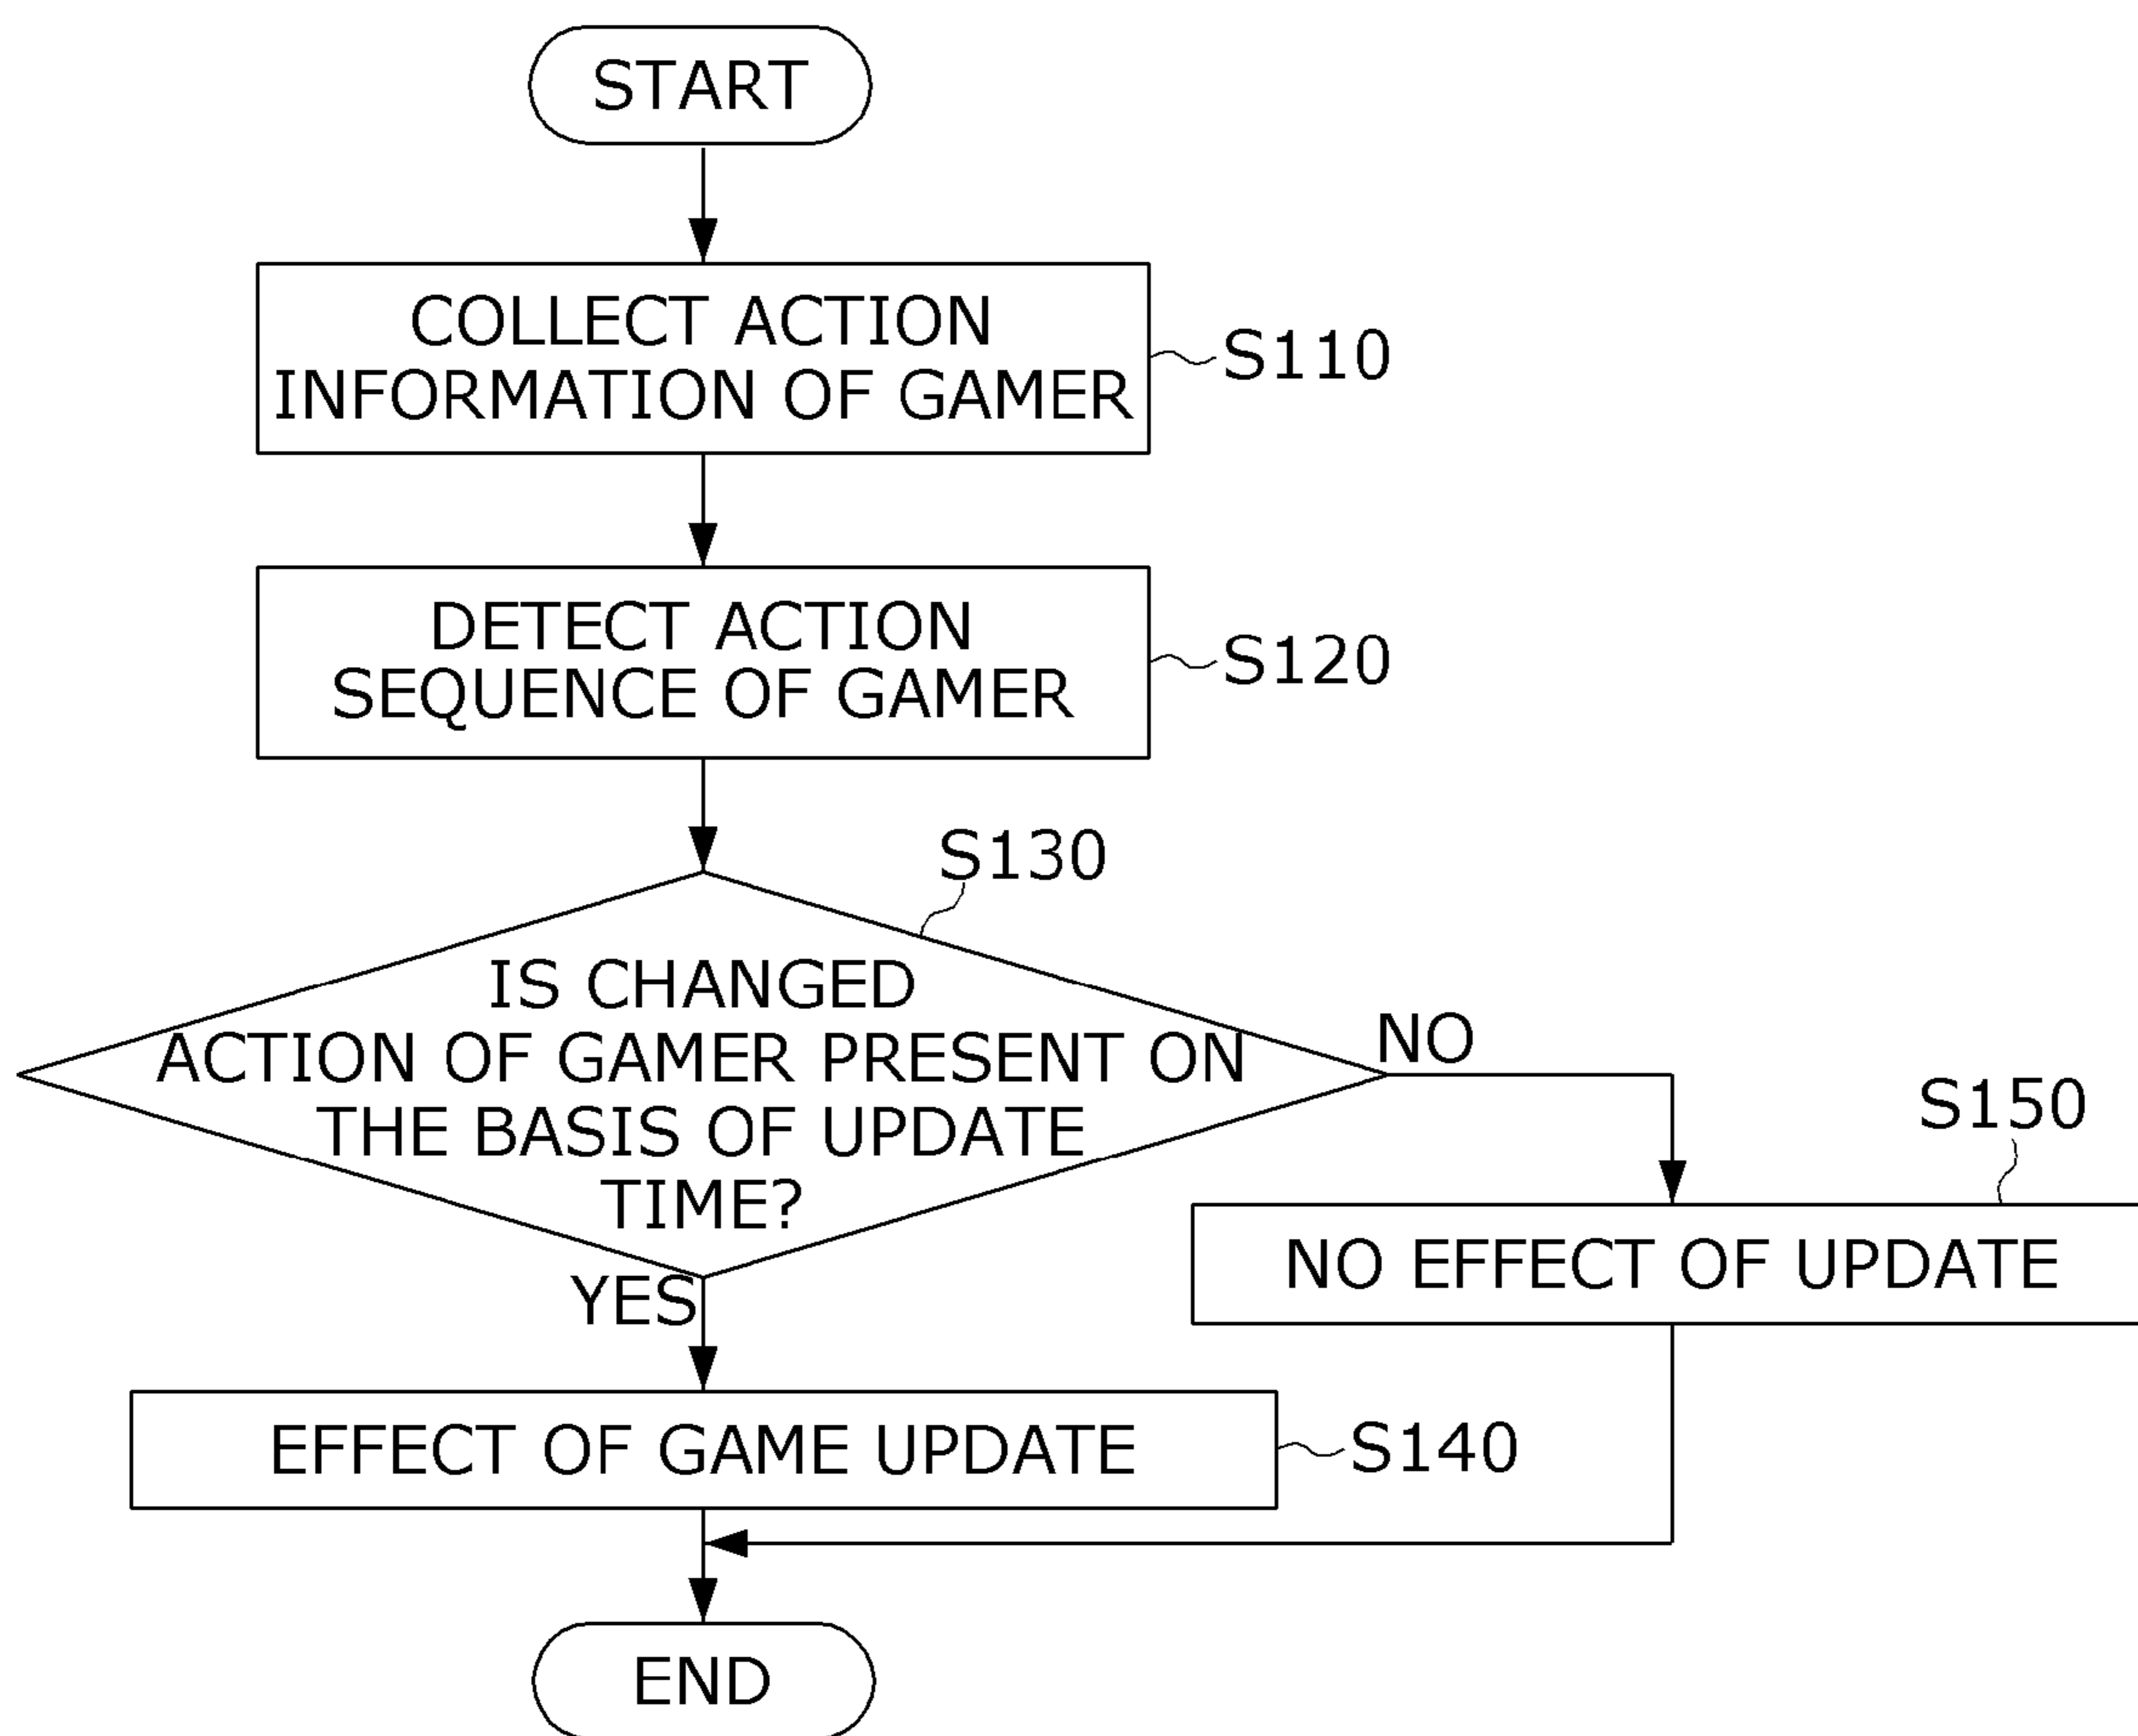 START
COLLECT ACTION
INFORMATION OF GAMER
S110
DETECT ACTION
SEQUENCE OF GAMER
S120
S130
IS CHANGED
ACTION OF GAMER PRESENT ON
THE BASIS OF UPDATE
TIME?
NO
S150
NO EFFECT OF UPDATE
YES
EFFECT OF GAME UPDATE
S140
END